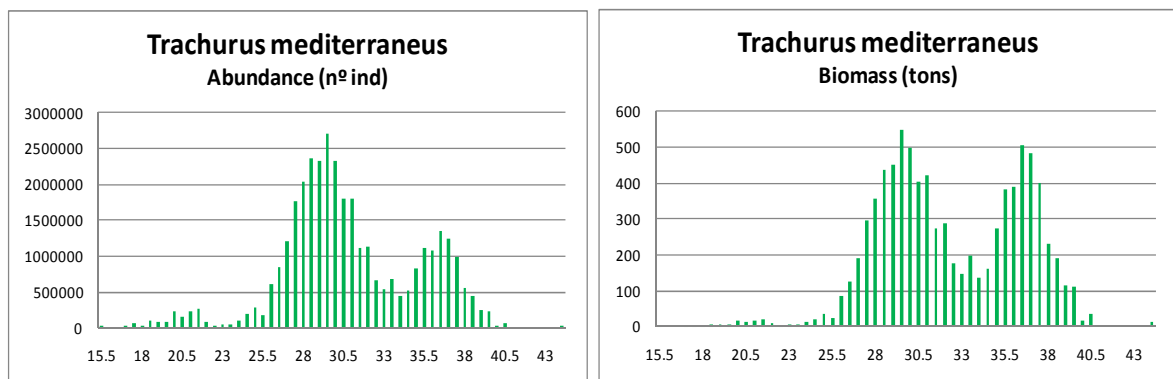 Trachurus mediterraneus
Abundance (nº ind)
3000000
2500000
2000000
1500000
1000000
500000
0
15.5 18 20.5 23 25.5 28 30.5 33 35.5 38 40.5 43
Trachurus mediterraneus
Biomass (tons)
600
500
400
300
200
100
0
15.5 18 20.5 23 25.5 28 30.5 33 35.5 38 40.5 43